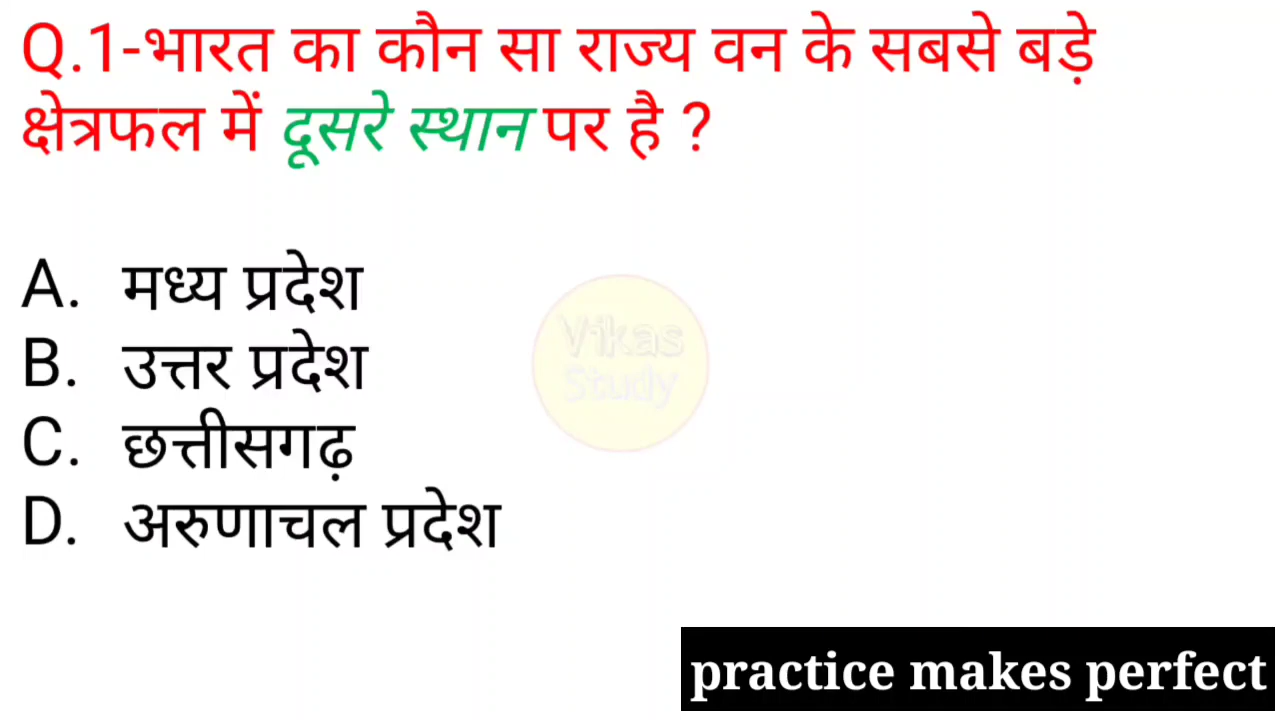 Q.1-भारत का कौन सा राज्य वन के सबसे बड़े
क्षेत्रफल में दूसरे स्थान पर है ?
A. मध्य प्रदेश
B. उत्तर प्रदेश
C. छत्तीसगढ़
D. अरुणाचल प्रदेश
Vikas
Study
practice makes perfect